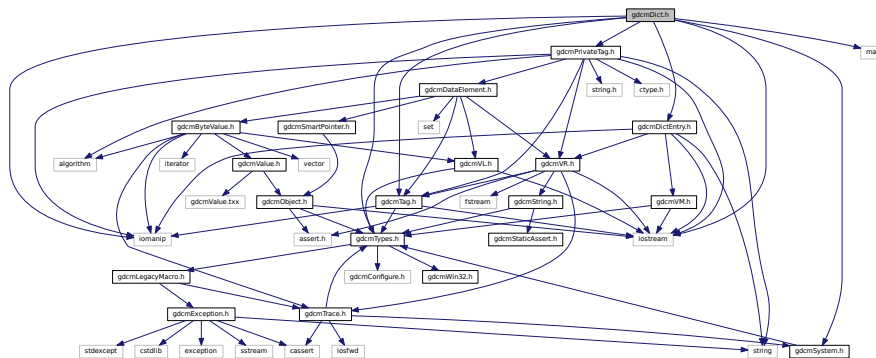 gdcmDict.h
gdcmPrivateTag.h
ma
gdcmDataElement.h
string.h
ctype.h
gdcmByteValue.h
gdcmSmartPointer.h
set
gdcmDictEntry.h
algorithm
iterator
gdcmValue.h
vector
gdcmVL.h
gdcmVR.h
gdcmValue.txx
gdcmObject.h
gdcmTag.h
fstream
gdcmString.h
gdcmVM.h
iomanip
assert.h
gdcmTypes.h
gdcmStaticAssert.h
iostream
gdcmLegacyMacro.h
gdcmConfigure.h
gdcmWin32.h
gdcmException.h
gdcmTrace.h
stdexcept
cstdlib
exception
sstream
cassert
iosfwd
string
gdcmSystem.h